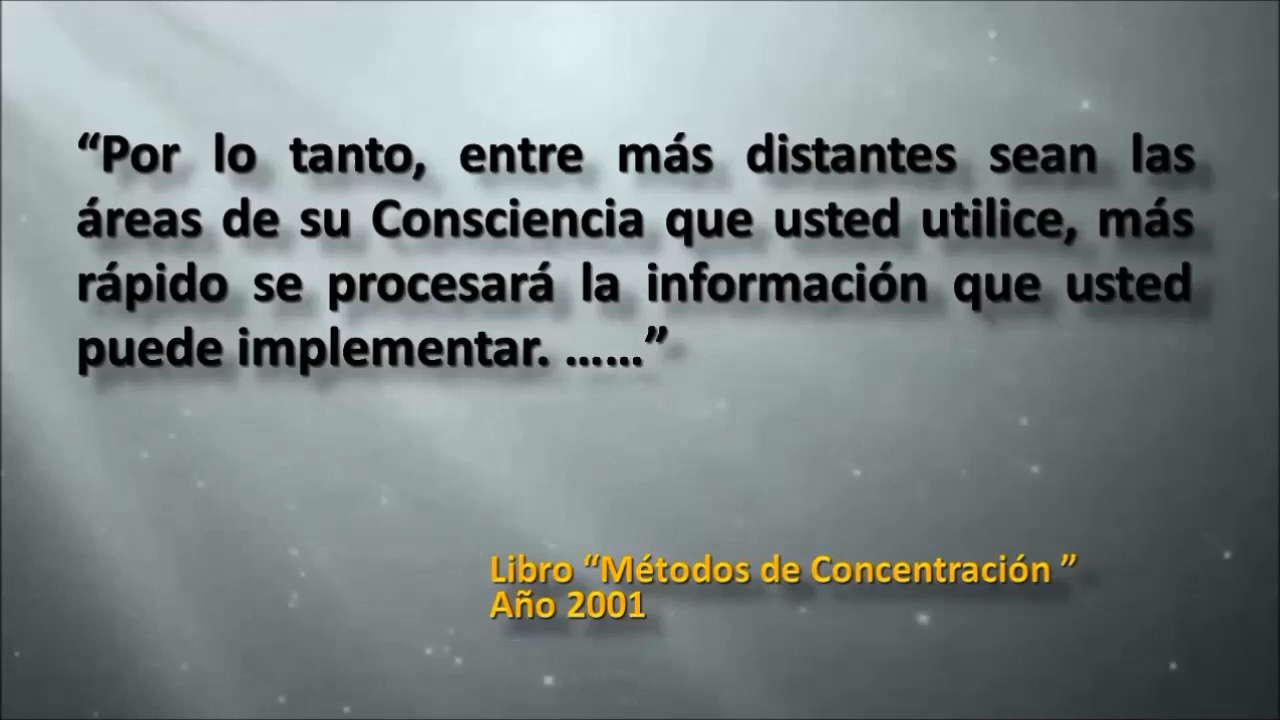 “Por lo tanto, entre más distantes sean las
áreas de su Consciencia que usted utilice, más
rápido se procesará la información que usted
puede implementar. ......”
Libro “Métodos de Concentración ”
Año 2001